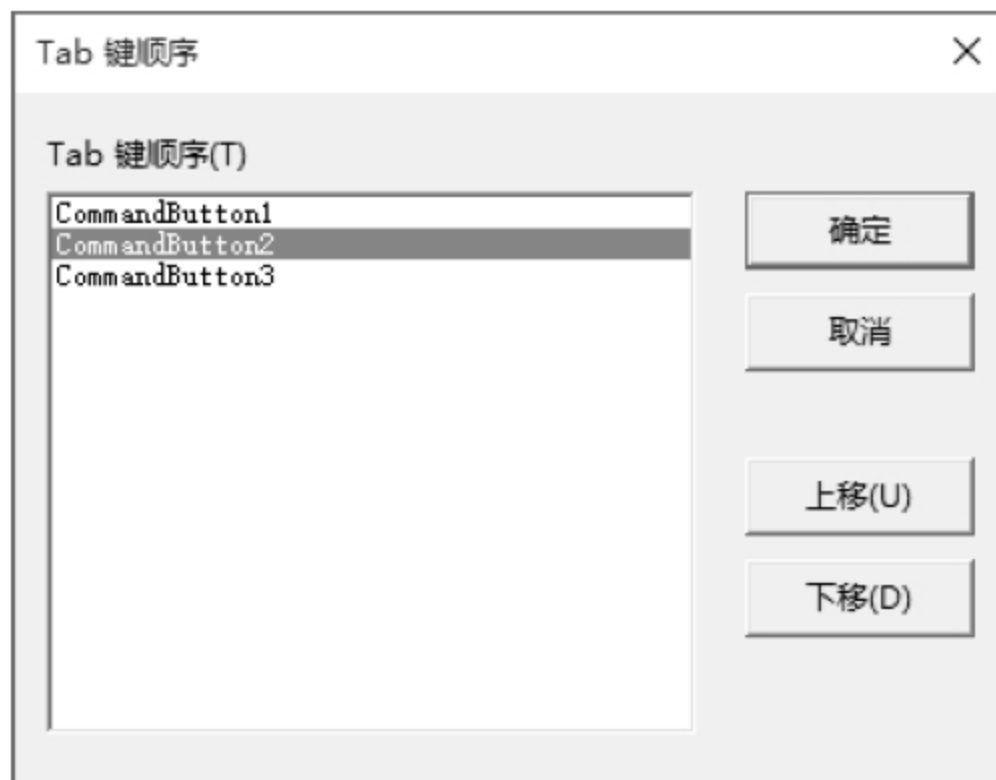 Tab 键顺序
Tab 键顺序(T)
CommandButton1
CommandButton2
CommandButton3
确定
取消
上移(U)
下移(D)